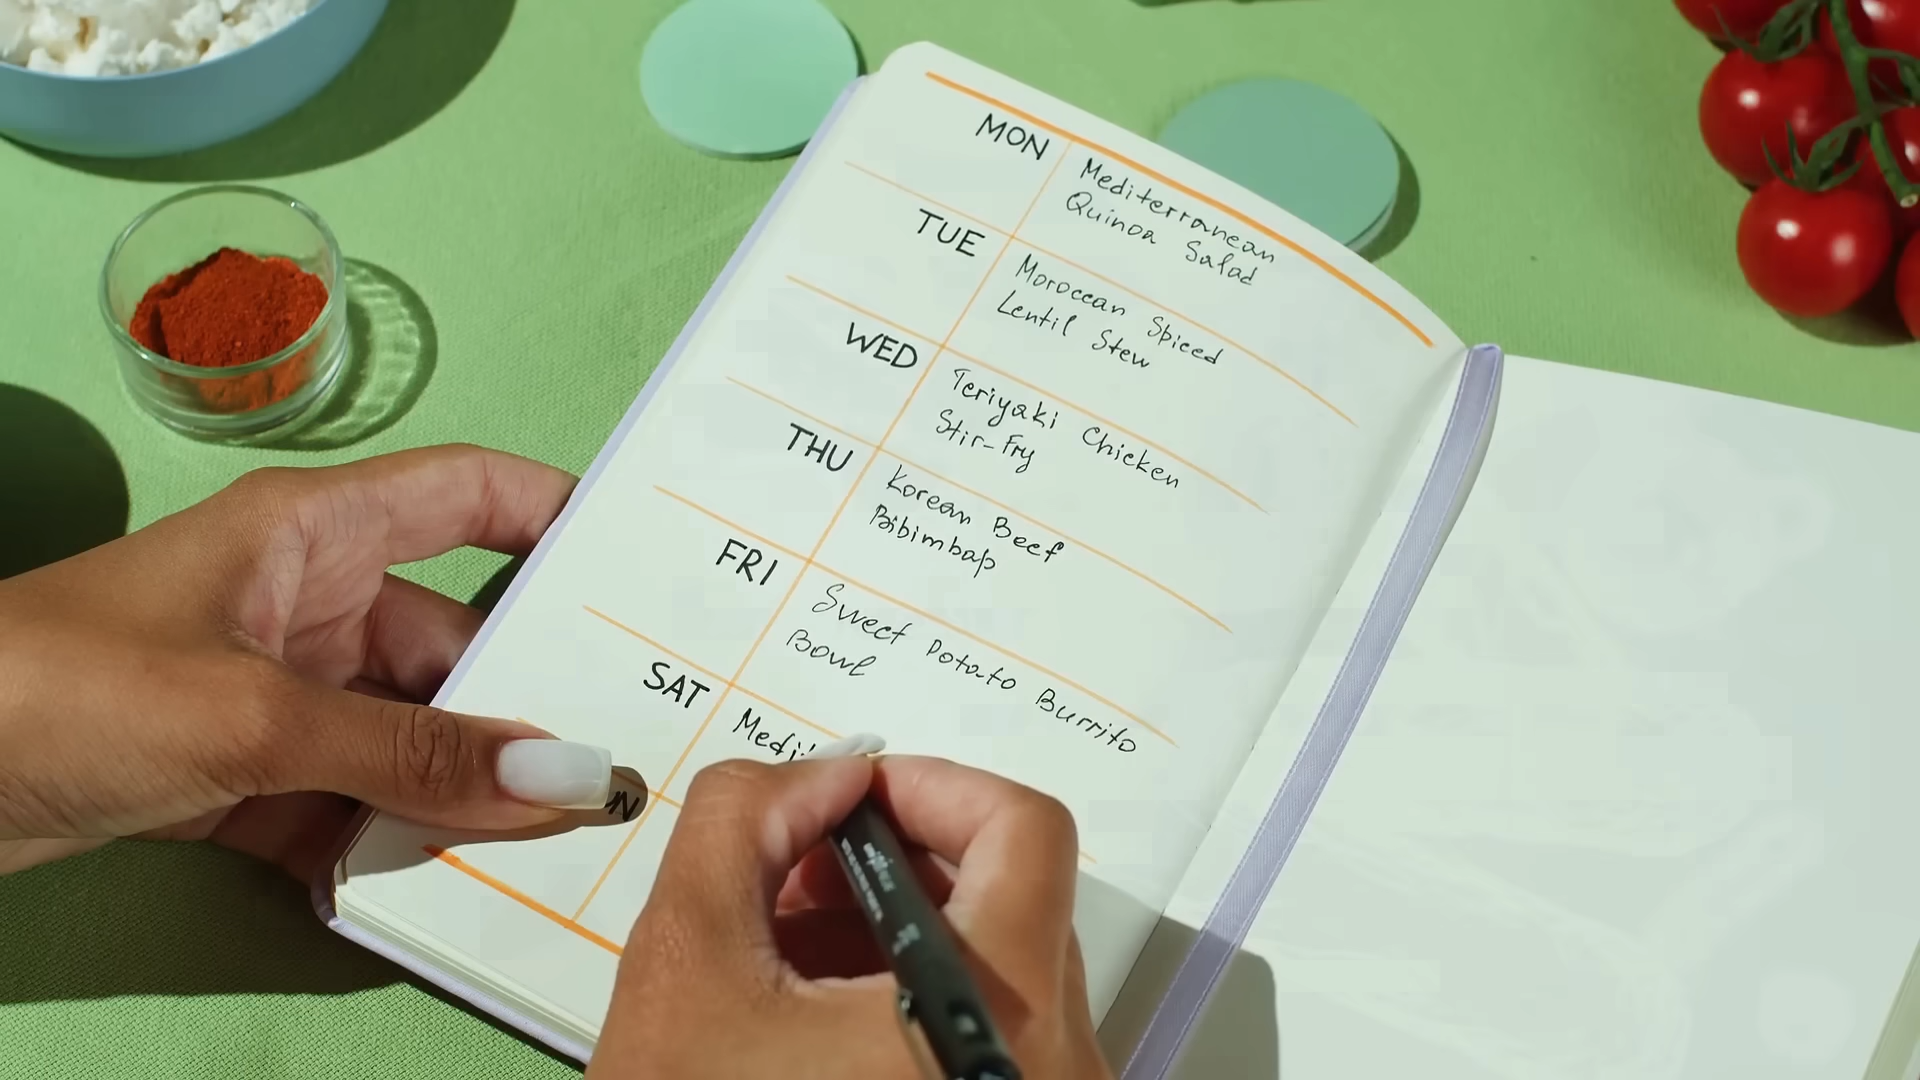 MON
Mediterranean
Quinoa Salad
TUE
Moroccan Spiced
Lentil Stew
WED
Teriyaki Chicken
Stir-Fry
THU
Korean Beef
Bibimbap
FRI
Sweet Potato Burrito
Bowl
SAT